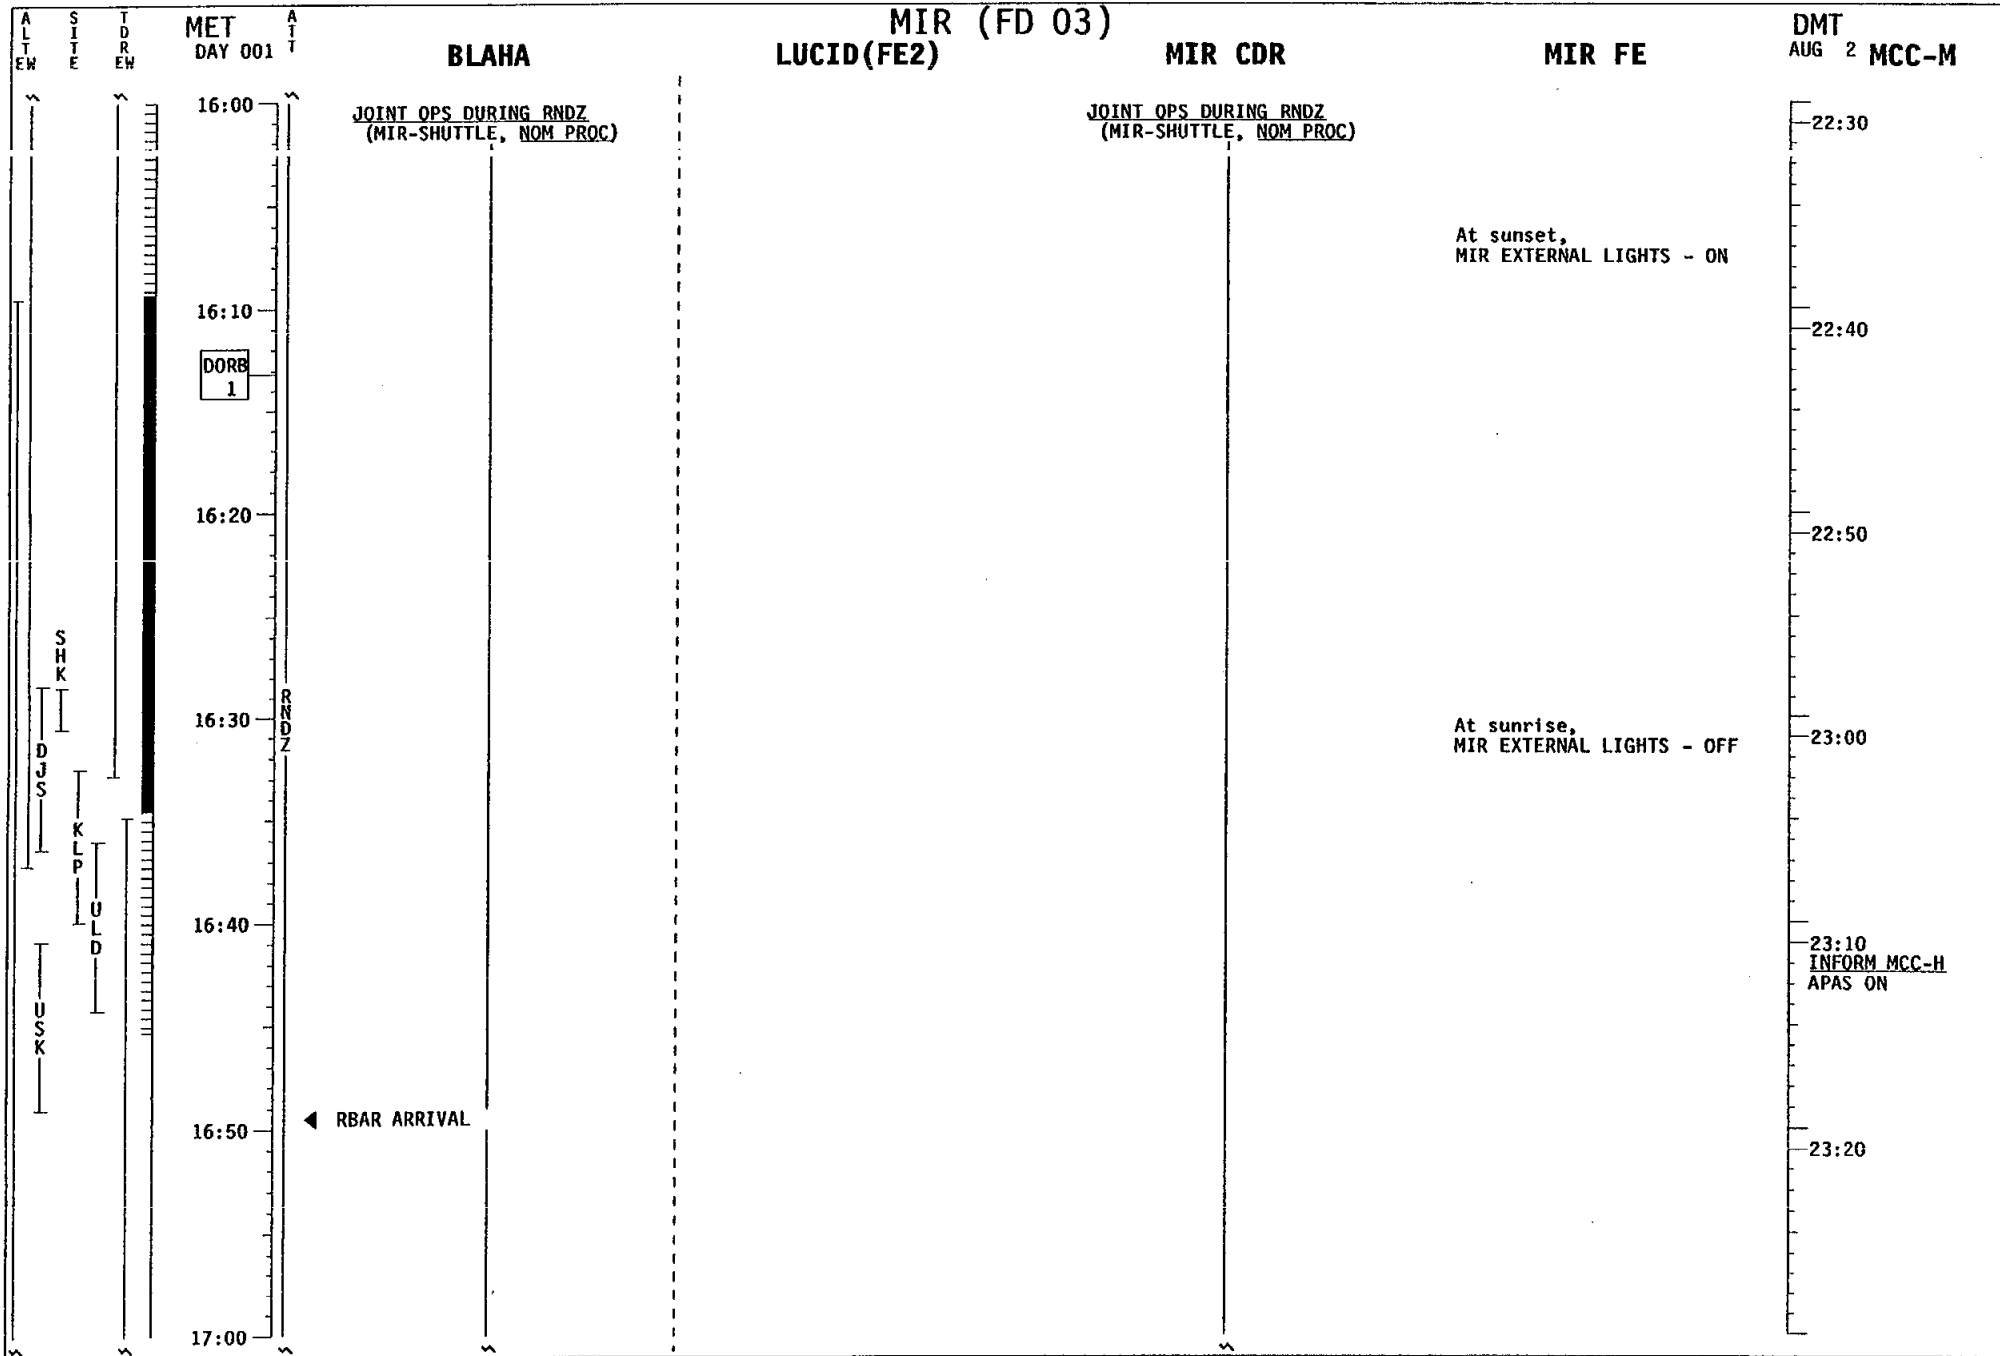 MIR (FD 03)
ALT EW
SITE
TDR EW
MET
DAY 001
ATT
BLAHA
LUCID(FE2)
MIR CDR
MIR FE
DMT
AUG 2 MCC-M
16:00
JOINT OPS DURING RNDZ
(MIR-SHUTTLE, NOM PROC)
JOINT OPS DURING RNDZ
(MIR-SHUTTLE, NOM PROC)
22:30
At sunset,
MIR EXTERNAL LIGHTS - ON
16:10
22:40
DORB
1
16:20
22:50
SHK
RNDZ
16:30
At sunrise,
MIR EXTERNAL LIGHTS - OFF
23:00
DJS
KLP
ULD
16:40
23:10
INFORM MCC-H
APAS ON
USK
RBAR ARRIVAL
16:50
23:20
17:00